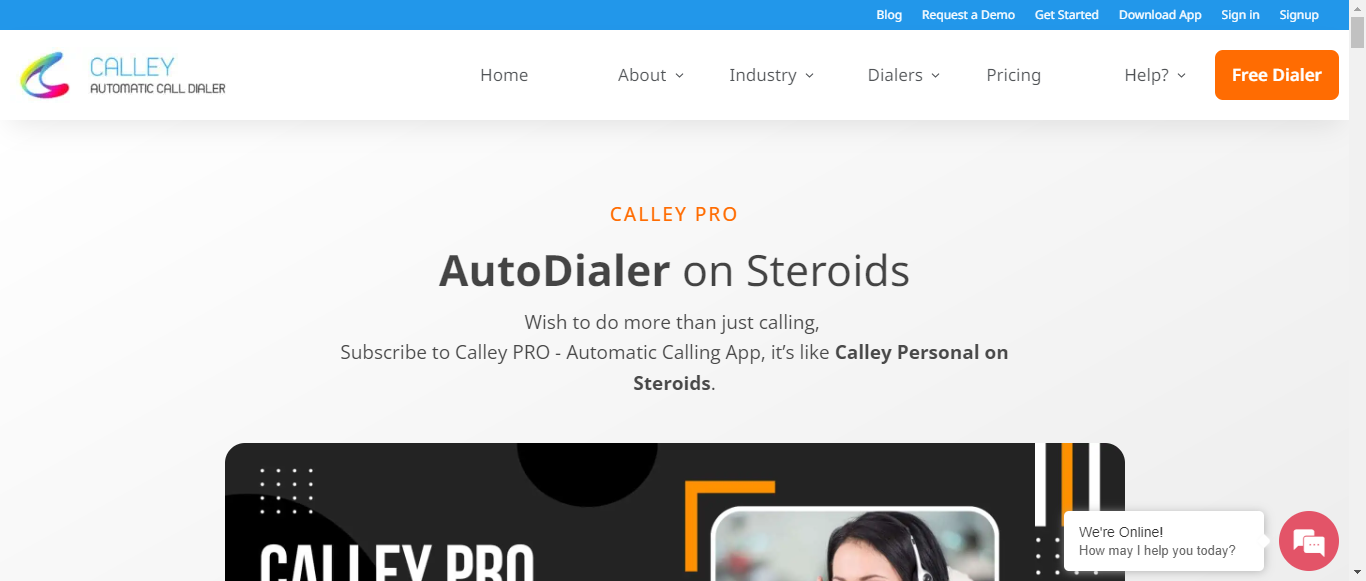 Blog Request a Demo Get Started Download App Sign in Signup
CALLEY
AUTOMATIC CALL DIALER
Home About Industry Dialers Pricing Help? Free Dialer
CALLEY PRO
AutoDialer on Steroids
Wish to do more than just calling,
Subscribe to Calley PRO - Automatic Calling App, it’s like Calley Personal on
Steroids.
CALLEY PRO
We're Online!
How may I help you today?